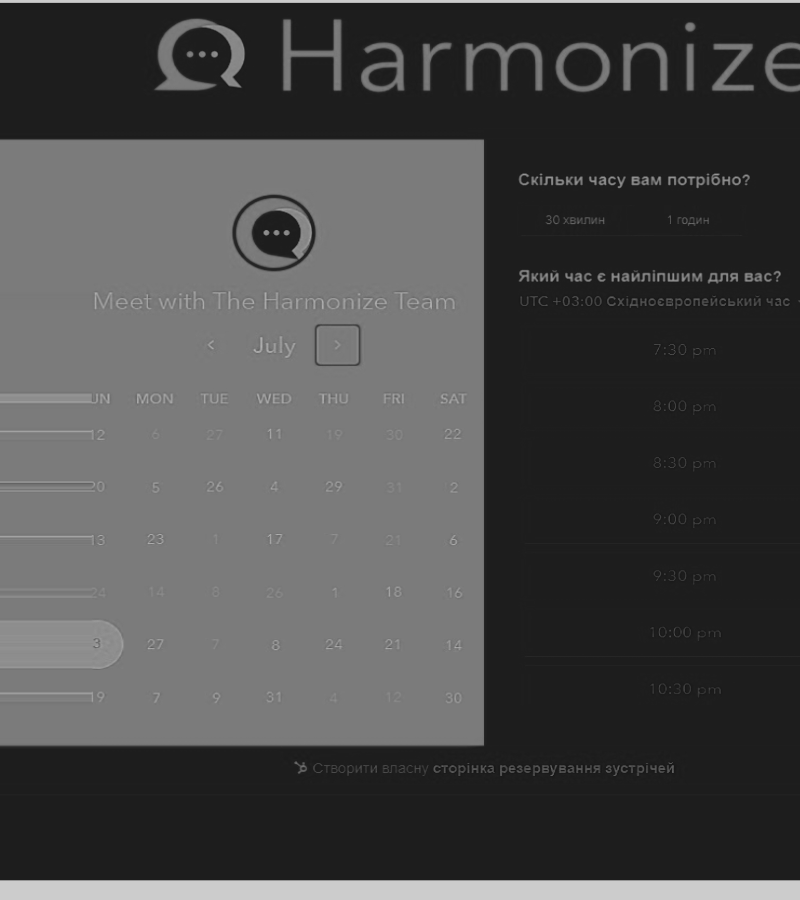 Harmonize
Meet with The Harmonize Team
< July >
UN MON TUE WED THU FRI SAT
12 6 27 11 19 30 22
20 5 26 4 29 31 2
13 23 1 17 7 21 6
24 14 8 26 1 18 16
3 27 7 8 24 21 14
19 7 9 31 4 12 30
Скільки часу вам потрібно?
30 хвилин 1 годин
Який час є найліпшим для вас?
UTC +03:00 Східноєвропейський час
7:30 pm
8:00 pm
8:30 pm
9:00 pm
9:30 pm
10:00 pm
10:30 pm
Створити власну сторінка резервування зустрічей